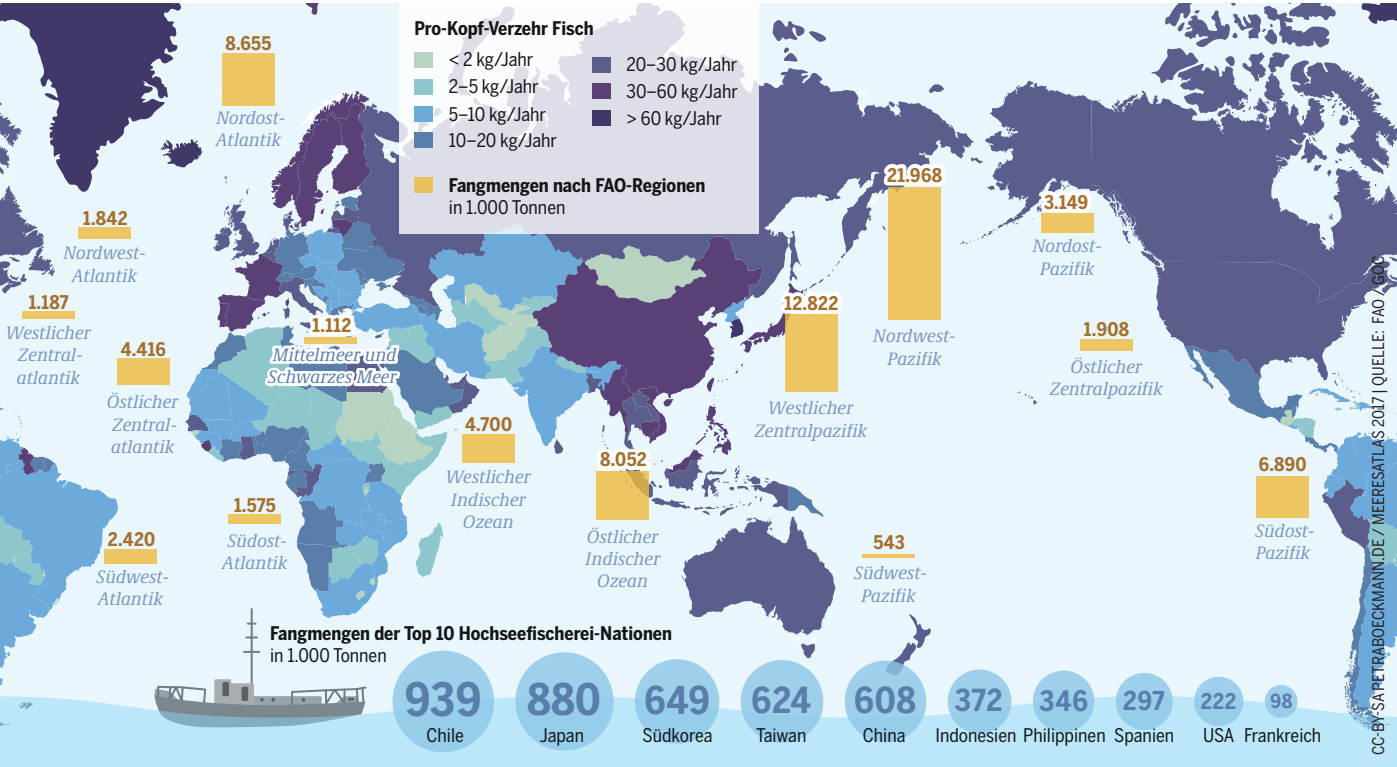 Pro-Kopf-Verzehr Fisch
< 2 kg/Jahr
2–5 kg/Jahr
5–10 kg/Jahr
10–20 kg/Jahr
20–30 kg/Jahr
30–60 kg/Jahr
> 60 kg/Jahr
Fangmengen nach FAO-Regionen
in 1.000 Tonnen
8.655
Nordost-
Atlantik
1.842
Nordwest-
Atlantik
1.187
Westlicher
Zentral-
atlantik
4.416
Östlicher
Zentral-
atlantik
1.112
Mittelmeer und
Schwarzes Meer
21.968
Nordwest-
Pazifik
3.149
Nordost-
Pazifik
12.822
Westlicher
Zentralpazifik
1.908
Östlicher
Zentralpazifik
4.700
Westlicher
Indischer
Ozean
8.052
Östlicher
Indischer
Ozean
6.890
Südost-
Pazifik
1.575
Südost-
Atlantik
2.420
Südwest-
Atlantik
543
Südwest-
Pazifik
Fangmengen der Top 10 Hochseefischerei-Nationen
in 1.000 Tonnen
939
Chile
880
Japan
649
Südkorea
624
Taiwan
608
China
372
Indonesien
346
Philippinen
297
Spanien
222
USA
98
Frankreich
CC-BY-SA PETRABOECKMANN.DE / MEERESATLAS 2017 | QUELLE: FAO / GOC